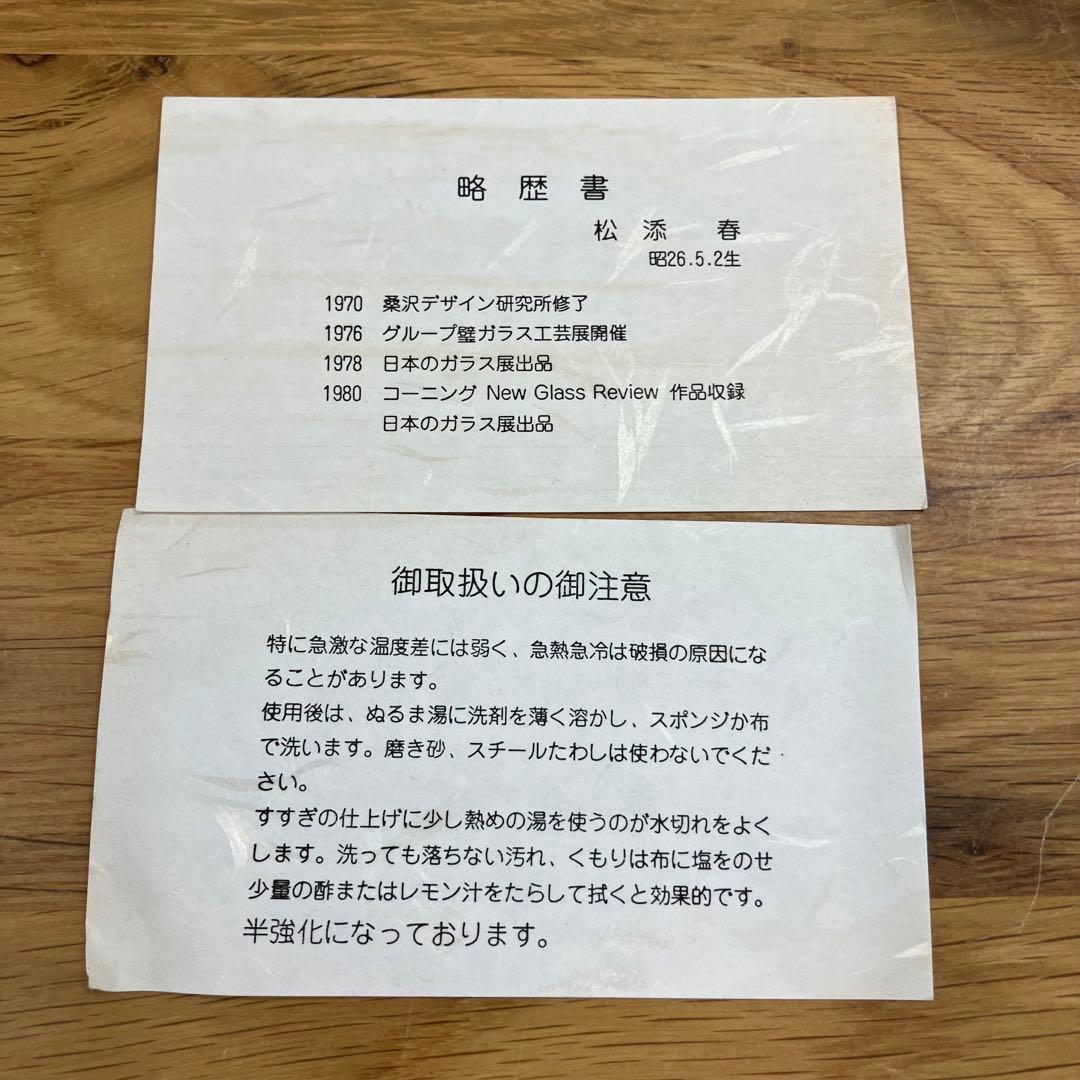 略歴書
松添 春
昭26.5.2生
1970 桑沢デザイン研究所修了
1976 グループ璧ガラス工芸展開催
1978 日本のガラス展出品
1980 コーニング New Glass Review 作品収録
日本のガラス展出品
御取扱いの御注意
特に急激な温度差には弱く、急熱急冷は破損の原因にな
ることがあります。
使用後は、ぬるま湯に洗剤を薄く溶かし、スポンジか布
で洗います。磨き砂、スチールたわしは使わないでくだ
さい。
すすぎの仕上げに少し熱めの湯を使うのが水切れをよく
します。洗っても落ちない汚れ、くもりは布に塩をのせ
少量の酢またはレモン汁をたらして拭くと効果的です。
半強化になっております。